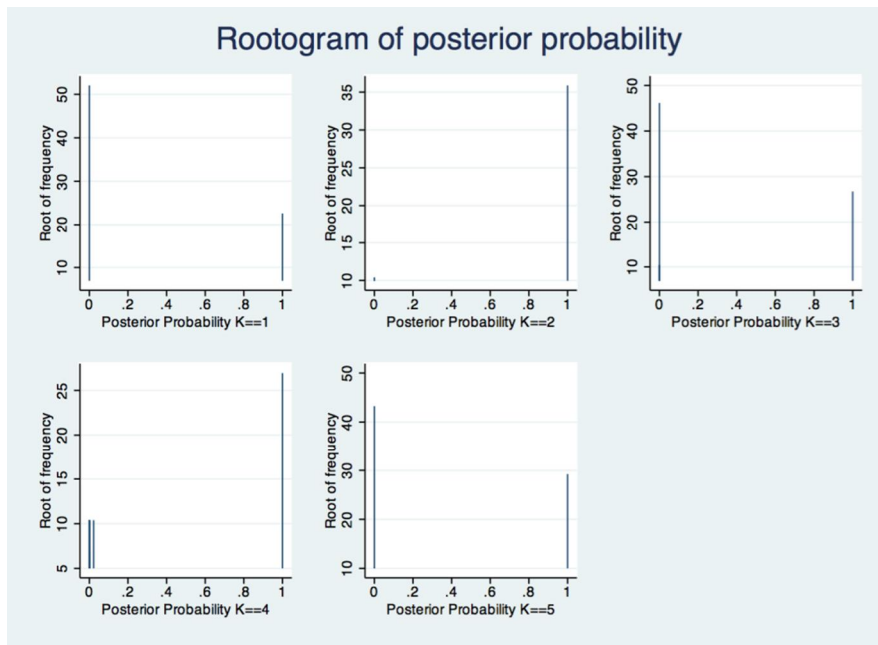 Rootogram of posterior probability
Root of frequency
50
40
30
20
10
0 .2 .4 .6 .8 1
Posterior Probability K==1
Root of frequency
35
30
25
20
15
10
0 .2 .4 .6 .8 1
Posterior Probability K==2
Root of frequency
50
40
30
20
10
0 .2 .4 .6 .8 1
Posterior Probability K==3
Root of frequency
25
20
15
10
5
0 .2 .4 .6 .8 1
Posterior Probability K==4
Root of frequency
50
40
30
20
10
0 .2 .4 .6 .8 1
Posterior Probability K==5